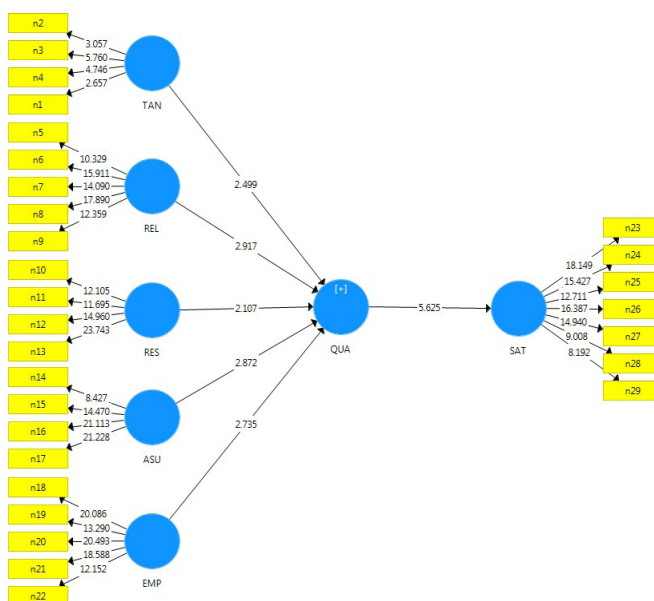 n2
n3
n4
n1
3.057
5.760
4.746
2.657
TAN
n5
n6
n7
n8
n9
10.329
15.911
14.090
17.890
12.359
REL
n10
n11
n12
n13
12.105
11.695
14.960
23.743
RES
n14
n15
n16
n17
8.427
14.470
21.113
21.228
ASU
n18
n19
n20
n21
n22
20.086
13.290
20.493
18.588
12.152
EMP
2.499
2.917
2.107
2.872
2.735
[+]
QUA
5.625
SAT
18.149
15.427
12.711
16.387
14.940
9.008
8.192
n23
n24
n25
n26
n27
n28
n29